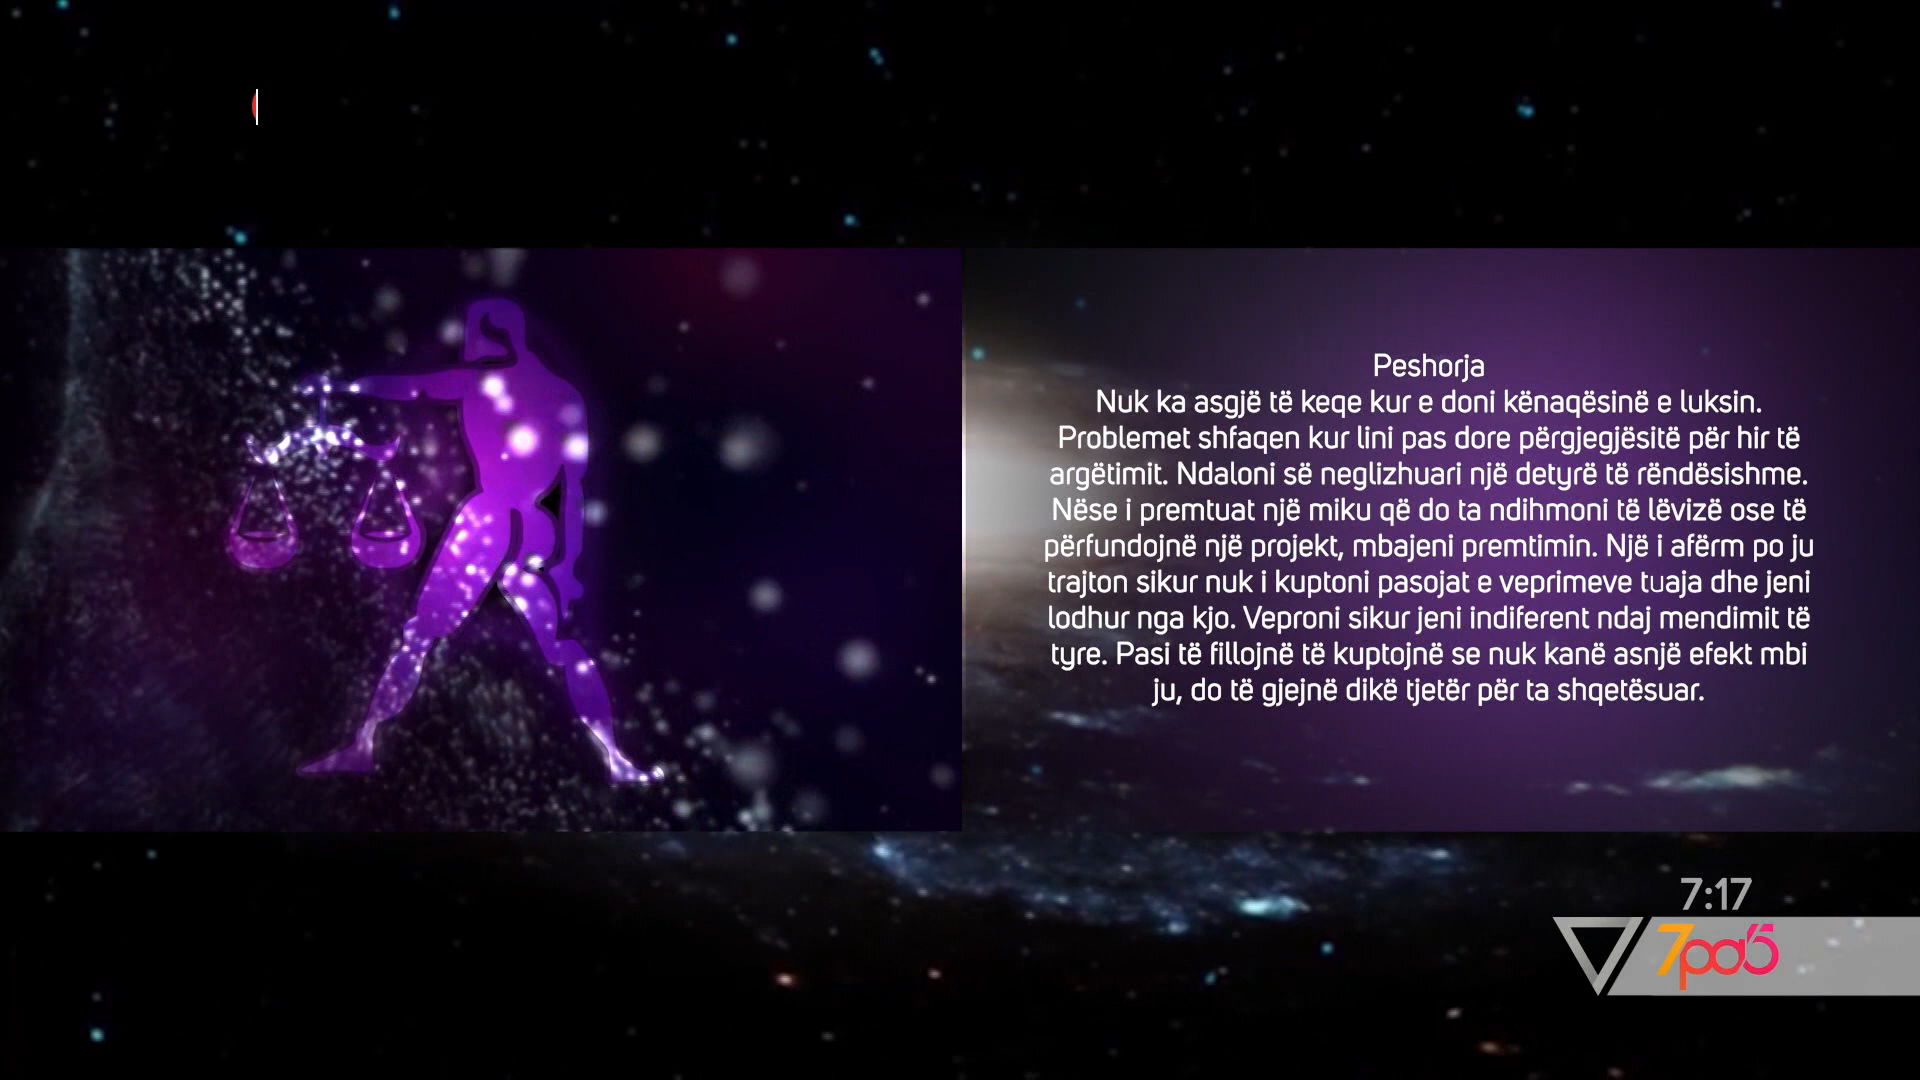 Peshorja
Nuk ka asgjë të keqe kur e doni kënaqësinë e luksin.
Problemet shfaqen kur lini pas dore përgjegjësitë për hir të
argëtimit. Ndaloni së neglizhuari një detyrë të rëndësishme.
Nëse i premtuat një miku që do ta ndihmoni të lëvizë ose të
përfundojnë një projekt, mbajeni premtimin. Një i afërm po ju
trajton sikur nuk i kuptoni pasojat e veprimeve tuaja dhe jeni
lodhur nga kjo. Veproni sikur jeni indiferent ndaj mendimit të
tyre. Pasi të fillojnë të kuptojnë se nuk kanë asnjë efekt mbi
ju, do të gjejnë dikë tjetër për ta shqetësuar.
7:17
7pa5